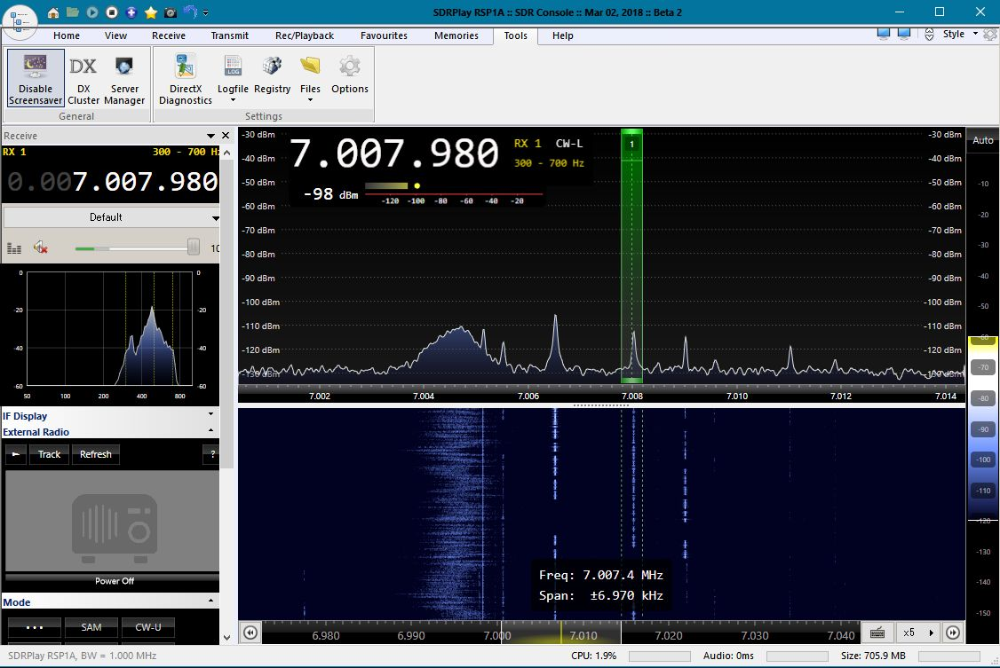 SDRPlay RSP1A :: SDR Console :: Mar 02, 2018 :: Beta 2
Home View Receive Transmit Rec/Playback Favourites Memories Tools Help Style
Disable Screensaver
DX
DX Cluster
Server Manager
DirectX Diagnostics
LOG
Logfile
Registry
Files
Options
General
Settings
Receive
RX 1 300 - 700 Hz
0.007.007.980
Default
10
0 0
-20 -20
-40 -40
-60 -60
50 100 200 400 800
IF Display
External Radio
Track Refresh ?
Power Off
Mode
... SAM CW-U
7.007.980 RX 1 CW-L
300 - 700 Hz
-98 dBm
-120 -100 -80 -60 -40 -20
1
-30 dBm -30 dBm
-40 dBm -40 dBm
-50 dBm -50 dBm
-60 dBm -60 dBm
-70 dBm -70 dBm
-80 dBm -80 dBm
-90 dBm -90 dBm
-100 dBm -100 dBm
-110 dBm -110 dBm
-120 dBm -120 dBm
-130 dBm -130 dBm
7.002 7.004 7.006 7.008 7.010 7.012 7.014
Freq: 7.007.4 MHz
Span: ±6.970 kHz
6.980 6.990 7.000 7.010 7.020 7.030 7.040
x5
Auto
-10
-20
-30
-40
-50
-60
-70
-80
-90
-100
-110
-120
-130
-140
-150
SDRPlay RSP1A, BW = 1.000 MHz CPU: 1.9% Audio: 0ms Size: 705.9 MB